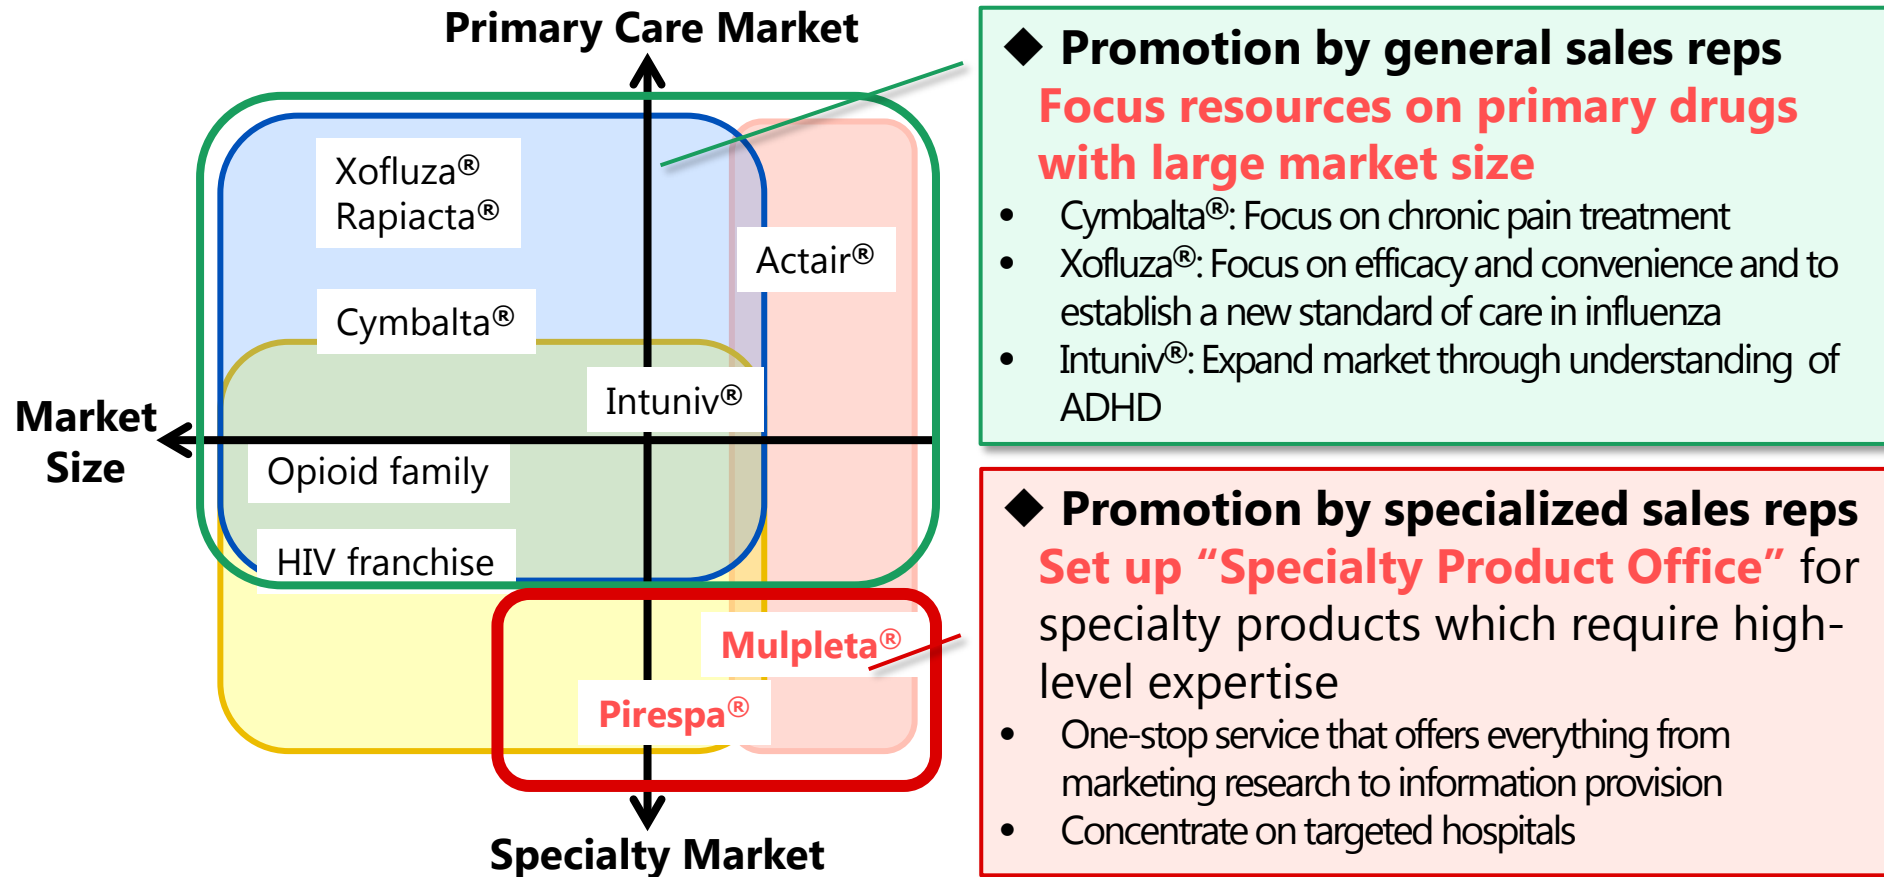 Primary Care Market
Xofluza®
Rapiacta®
Actair®
Cymbalta®
Intuniv®
Market
Size
Opioid family
HIV franchise
Mulpleta®
Pirespa®
Specialty Market
◆ Promotion by general sales reps
Focus resources on primary drugs
with large market size
• Cymbalta®: Focus on chronic pain treatment
• Xofluza®: Focus on efficacy and convenience and to
establish a new standard of care in influenza
• Intuniv®: Expand market through understanding of
ADHD
◆ Promotion by specialized sales reps
Set up “Specialty Product Office” for
specialty products which require high-
level expertise
• One-stop service that offers everything from
marketing research to information provision
• Concentrate on targeted hospitals